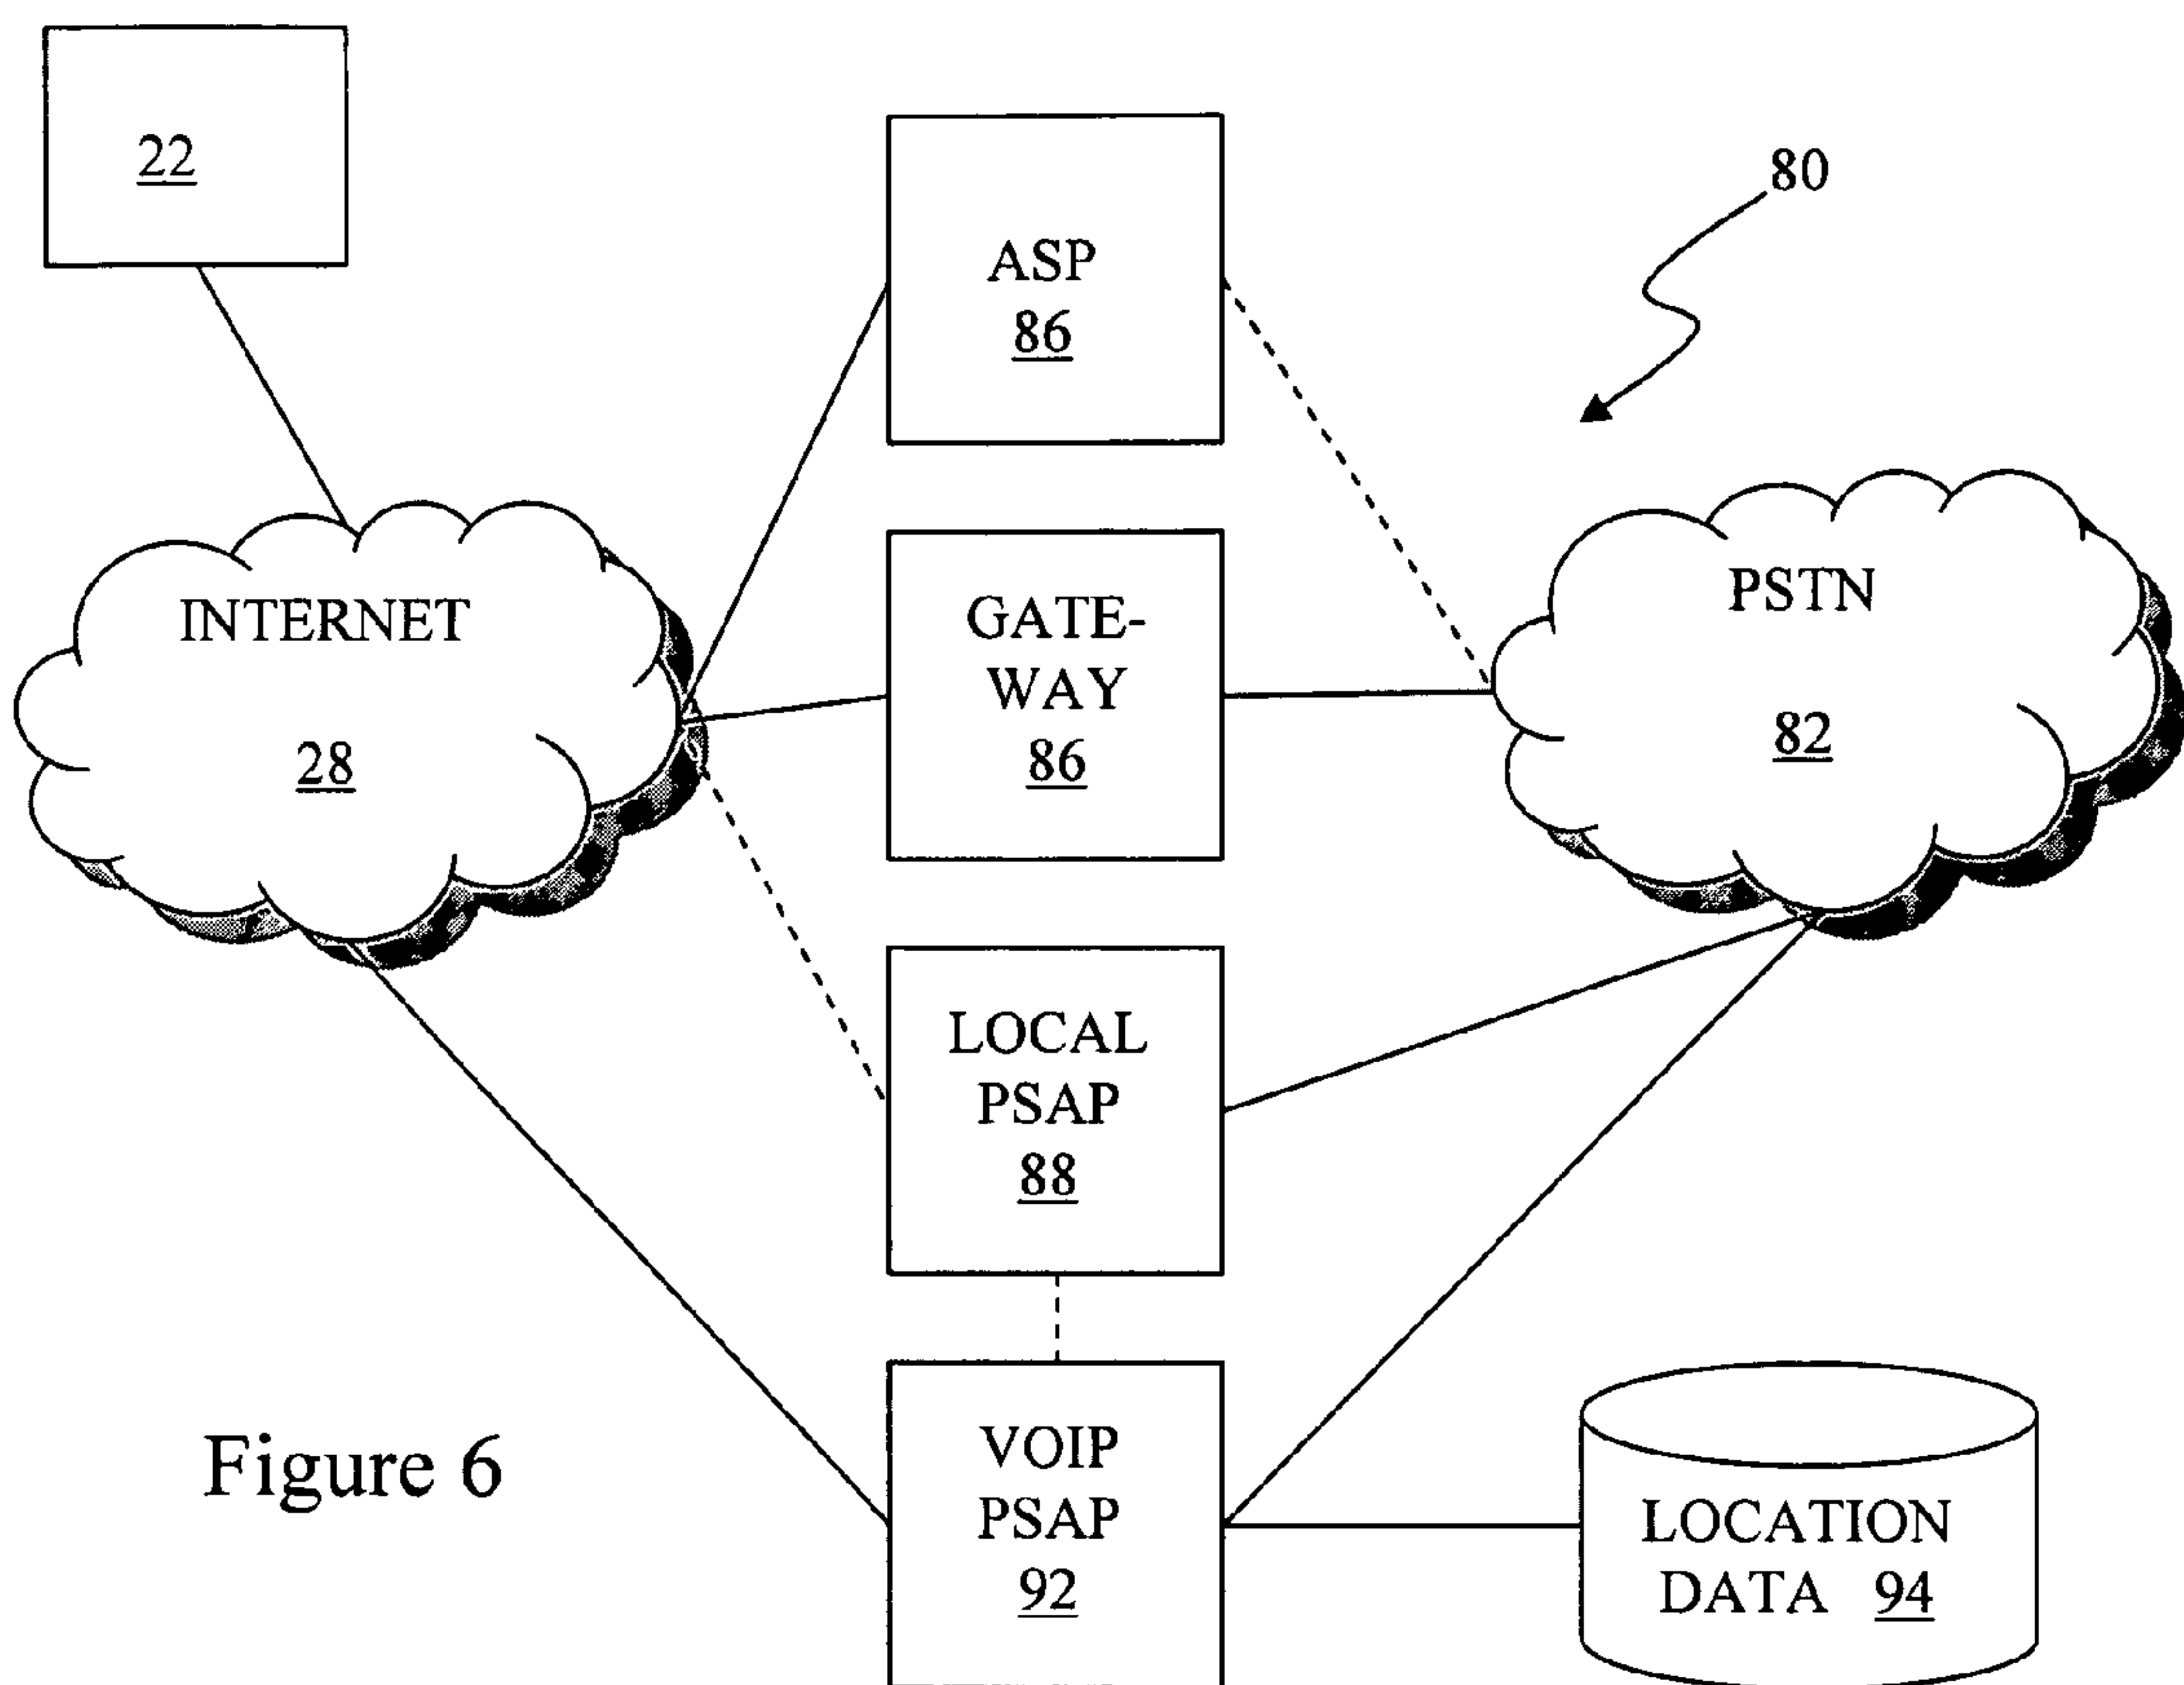 22
ASP
86
80
INTERNET
28
GATE-
WAY
86
PSTN
82
LOCAL
PSAP
88
VOIP
PSAP
92
LOCATION
DATA 94
Figure 6